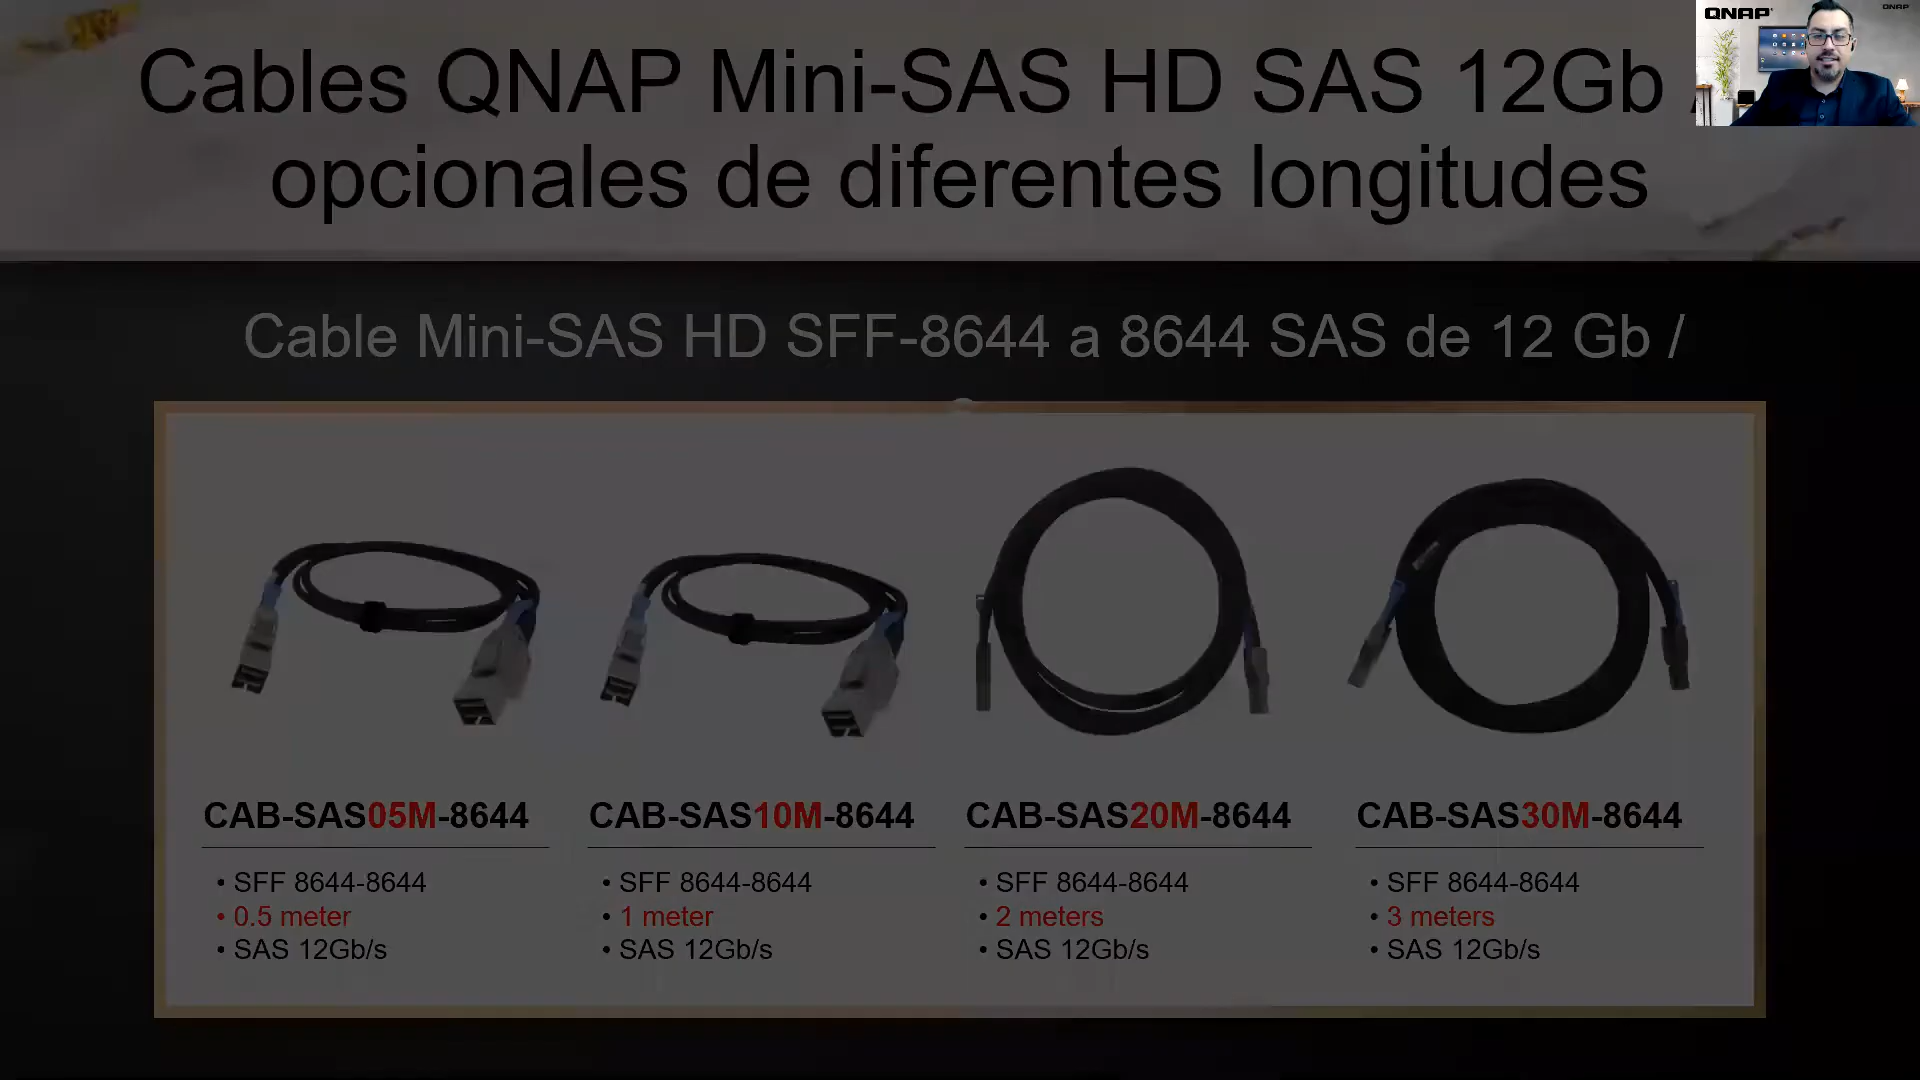 Cables QNAP Mini-SAS HD SAS 12Gb /
opcionales de diferentes longitudes
QNAP
QNAP
Cable Mini-SAS HD SFF-8644 a 8644 SAS de 12 Gb /
CAB-SAS05M-8644
• SFF 8644-8644
• 0.5 meter
• SAS 12Gb/s
CAB-SAS10M-8644
• SFF 8644-8644
• 1 meter
• SAS 12Gb/s
CAB-SAS20M-8644
• SFF 8644-8644
• 2 meters
• SAS 12Gb/s
CAB-SAS30M-8644
• SFF 8644-8644
• 3 meters
• SAS 12Gb/s